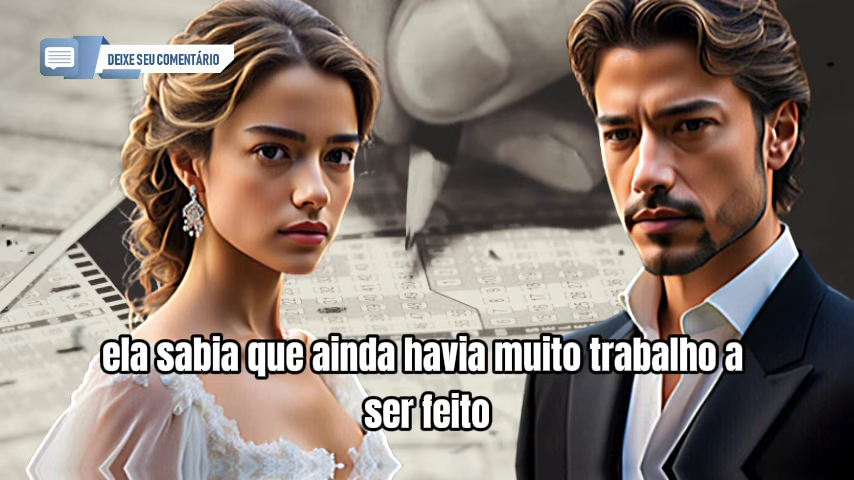 DEIXE SEU COMENTÁRIO
ela sabia que ainda havia muito trabalho a
ser feito